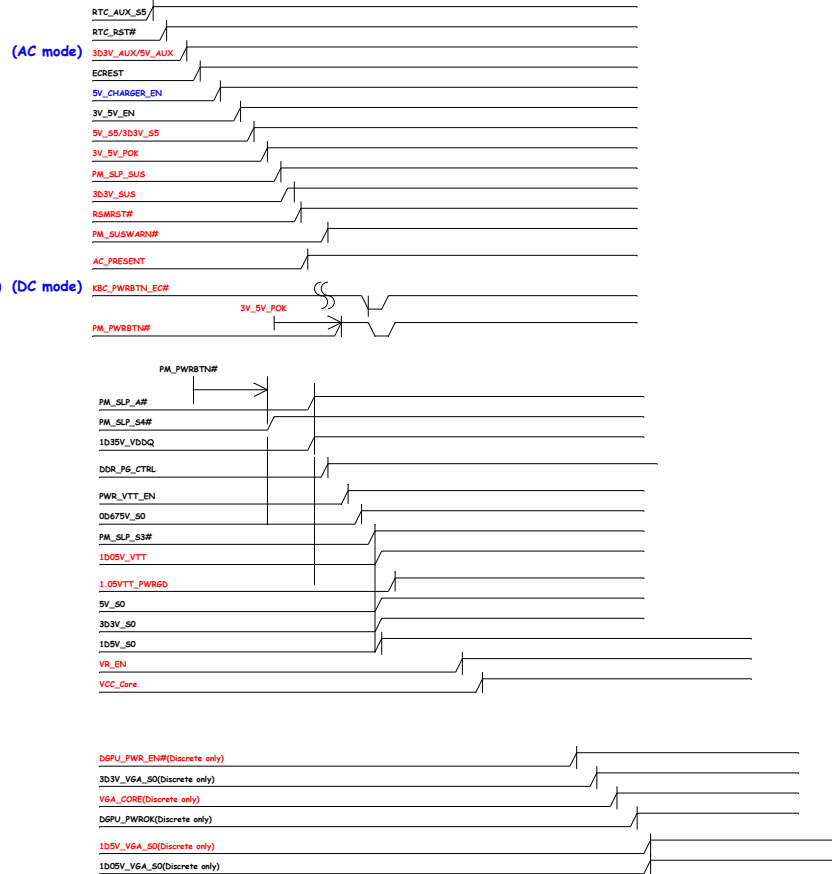 RTC_AUX_S5
RTC_RST#
(AC mode) 3D3V_AUX/5V_AUX
ECREST
5V_CHARGER_EN
3V_5V_EN
5V_S5/3D3V_S5
3V_5V_POK
PM_SLP_SUS
3D3V_SUS
RSMRST#
PM_SUSWARN#
AC_PRESENT
) (DC mode) KBC_PWRBTN_EC#
3V_5V_POK
PM_PWRBTN#
PM_PWRBTN#
PM_SLP_A#
PM_SLP_S4#
1D35V_VDDQ
DDR_PG_CTRL
PWR_VTT_EN
0D675V_S0
PM_SLP_S3#
1D05V_VTT
1.05VTT_PWRGD
5V_S0
3D3V_S0
1D5V_S0
VR_EN
VCC_Core
DGPU_PWR_EN#(Discrete only)
3D3V_VGA_S0(Discrete only)
VGA_CORE(Discrete only)
DGPU_PWROK(Discrete only)
1D5V_VGA_S0(Discrete only)
1D05V_VGA_S0(Discrete only)